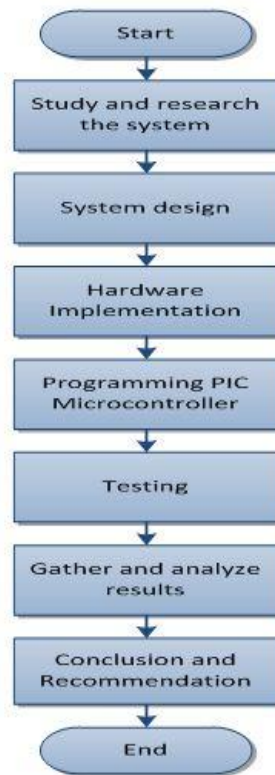 Start
Study and research
the system
System design
Hardware
Implementation
Programming PIC
Microcontroller
Testing
Gather and analyze
results
Conclusion and
Recommendation
End